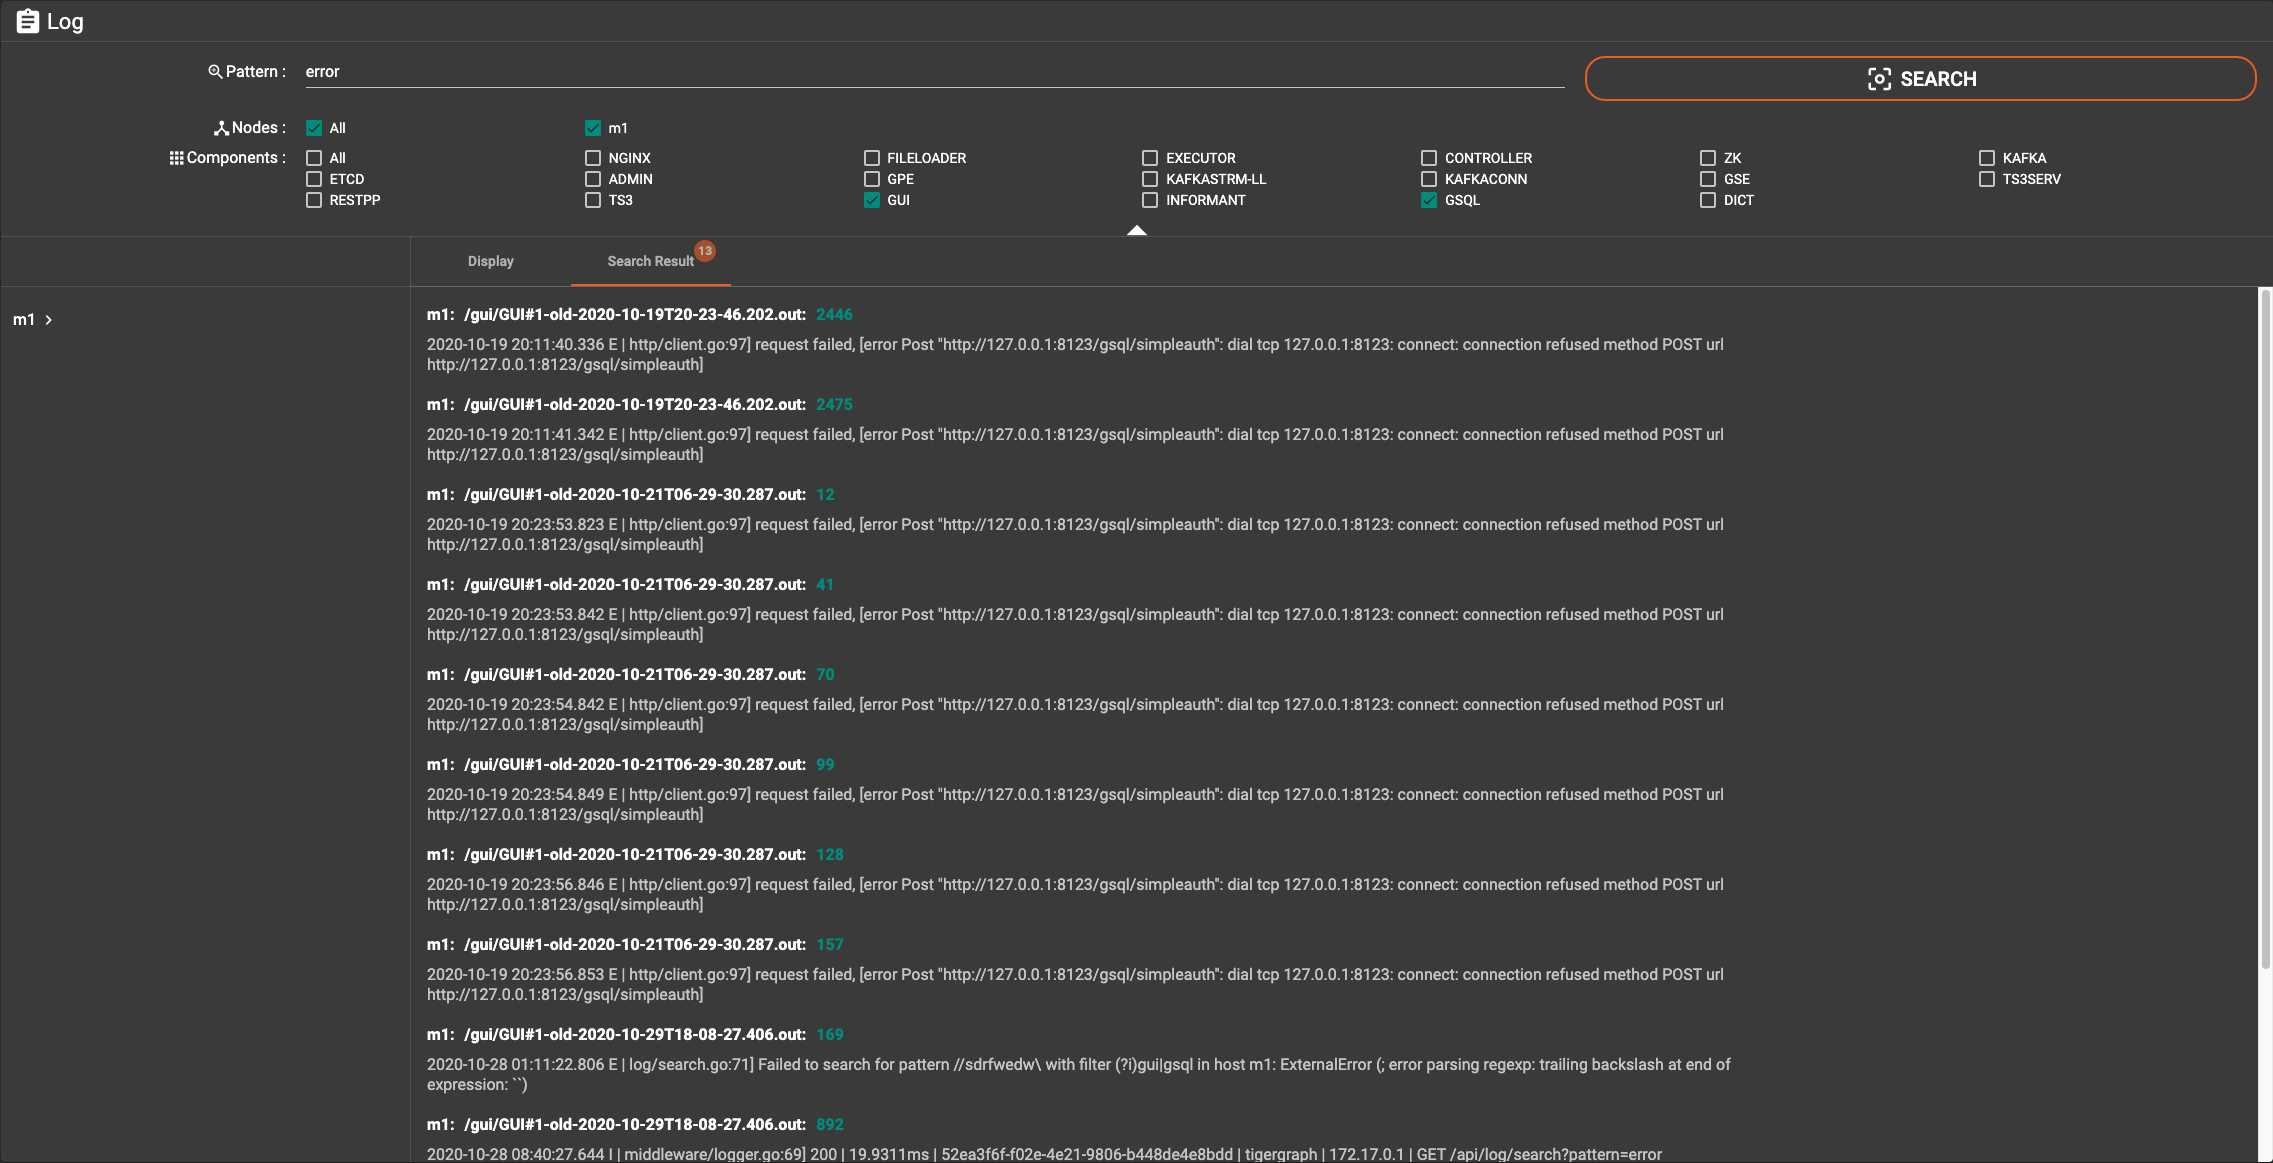 Log
Pattern : error
SEARCH
Nodes : All m1
Components : All NGINX FILELOADER EXECUTOR CONTROLLER ZK KAFKA
ETCD ADMIN GPE KAFKASTRM-LL KAFKACONN GSE TS3SERV
RESTPP TS3 GUI INFORMANT GSQL DICT
Display Search Result 13
m1
m1: /gui/GUI#1-old-2020-10-19T20-23-46.202.out: 2446
2020-10-19 20:11:40.336 E | http/client.go:97] request failed, [error Post "http://127.0.0.1:8123/gsql/simpleauth": dial tcp 127.0.0.1:8123: connect: connection refused method POST url
http://127.0.0.1:8123/gsql/simpleauth]
m1: /gui/GUI#1-old-2020-10-19T20-23-46.202.out: 2475
2020-10-19 20:11:41.342 E | http/client.go:97] request failed, [error Post "http://127.0.0.1:8123/gsql/simpleauth": dial tcp 127.0.0.1:8123: connect: connection refused method POST url
http://127.0.0.1:8123/gsql/simpleauth]
m1: /gui/GUI#1-old-2020-10-21T06-29-30.287.out: 12
2020-10-19 20:23:53.823 E | http/client.go:97] request failed, [error Post "http://127.0.0.1:8123/gsql/simpleauth": dial tcp 127.0.0.1:8123: connect: connection refused method POST url
http://127.0.0.1:8123/gsql/simpleauth]
m1: /gui/GUI#1-old-2020-10-21T06-29-30.287.out: 41
2020-10-19 20:23:53.842 E | http/client.go:97] request failed, [error Post "http://127.0.0.1:8123/gsql/simpleauth": dial tcp 127.0.0.1:8123: connect: connection refused method POST url
http://127.0.0.1:8123/gsql/simpleauth]
m1: /gui/GUI#1-old-2020-10-21T06-29-30.287.out: 70
2020-10-19 20:23:54.842 E | http/client.go:97] request failed, [error Post "http://127.0.0.1:8123/gsql/simpleauth": dial tcp 127.0.0.1:8123: connect: connection refused method POST url
http://127.0.0.1:8123/gsql/simpleauth]
m1: /gui/GUI#1-old-2020-10-21T06-29-30.287.out: 99
2020-10-19 20:23:54.849 E | http/client.go:97] request failed, [error Post "http://127.0.0.1:8123/gsql/simpleauth": dial tcp 127.0.0.1:8123: connect: connection refused method POST url
http://127.0.0.1:8123/gsql/simpleauth]
m1: /gui/GUI#1-old-2020-10-21T06-29-30.287.out: 128
2020-10-19 20:23:56.846 E | http/client.go:97] request failed, [error Post "http://127.0.0.1:8123/gsql/simpleauth": dial tcp 127.0.0.1:8123: connect: connection refused method POST url
http://127.0.0.1:8123/gsql/simpleauth]
m1: /gui/GUI#1-old-2020-10-21T06-29-30.287.out: 157
2020-10-19 20:23:56.853 E | http/client.go:97] request failed, [error Post "http://127.0.0.1:8123/gsql/simpleauth": dial tcp 127.0.0.1:8123: connect: connection refused method POST url
http://127.0.0.1:8123/gsql/simpleauth]
m1: /gui/GUI#1-old-2020-10-29T18-08-27.406.out: 169
2020-10-28 01:11:22.806 E | log/search.go:71] Failed to search for pattern //sdrfwedw\ with filter (?i)gui|gsql in host m1: ExternalError (; error parsing regexp: trailing backslash at end of
expression: ``)
m1: /gui/GUI#1-old-2020-10-29T18-08-27.406.out: 892
2020-10-28 08:40:27.644 I | middleware/logger.go:69] 200 | 19.9311ms | 52ea3f6f-f02e-4e21-9806-b448de4e8bdd | tigergraph | 172.17.0.1 | GET /api/log/search?pattern=error